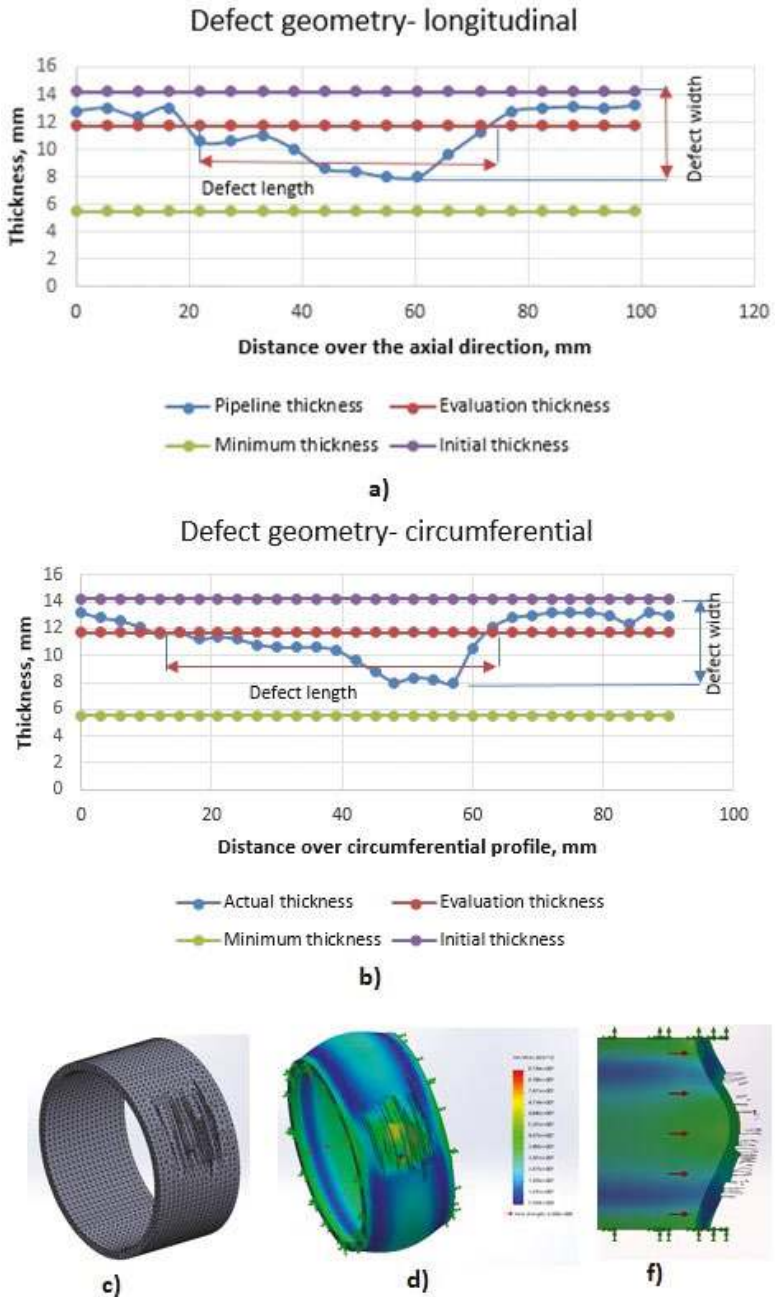 Defect geometry- longitudinal
16
14
12
10
8
6
4
2
0
Thickness, mm
Defect length
Defect width
0 20 40 60 80 100 120
Distance over the axial direction, mm
Pipeline thickness Evaluation thickness
Minimum thickness Initial thickness
a)
Defect geometry- circumferential
16
14
12
10
8
6
4
2
0
Thickness, mm
Defect length
Defect width
0 20 40 60 80 100
Distance over circumferential profile, mm
Actual thickness Evaluation thickness
Minimum thickness Initial thickness
b)
c) d) f)